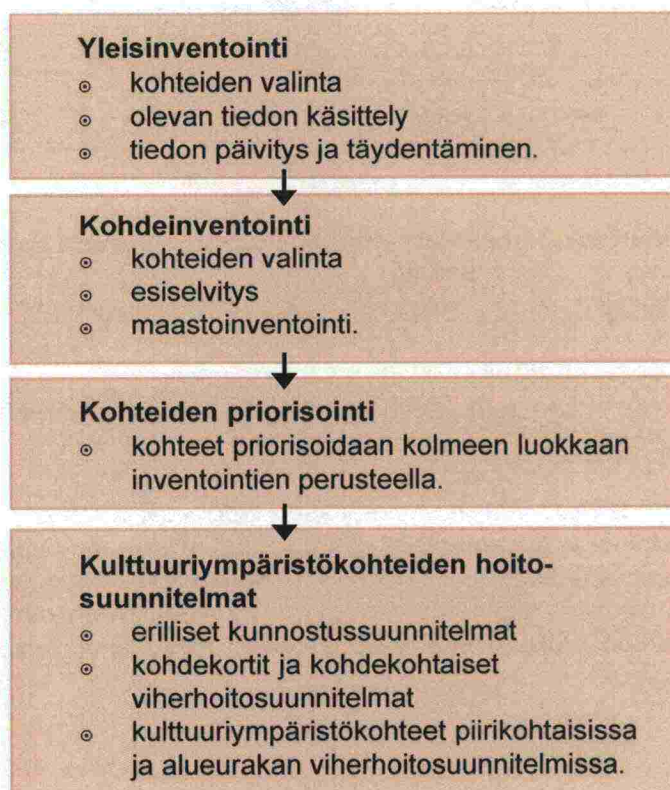 Yleisinventointi
⊙ kohteiden valinta
⊙ olevan tiedon käsittely
⊙ tiedon päivitys ja täydentäminen.
Kohdeinventointi
⊙ kohteiden valinta
⊙ esiselvitys
⊙ maastoinventointi.
Kohteiden priorisointi
⊙ kohteet priorisoidaan kolmeen luokkaan
inventointien perusteella.
Kulttuuriympäristökohteiden hoito-
suunnitelmat
⊙ erilliset kunnostussuunnitelmat
⊙ kohdekortit ja kohdekohtaiset
viherhoitosuunnitelmat
⊙ kulttuuriympäristökohteet piirikohtaisissa
ja alueurakan viherhoitosuunnitelmissa.